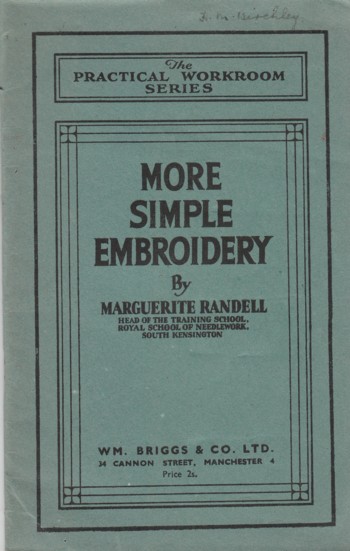 The
PRACTICAL WORKROOM
SERIES
MORE
SIMPLE
EMBROIDERY
By
MARGUERITE RANDELL
HEAD OF THE TRAINING SCHOOL,
ROYAL SCHOOL OF NEEDLEWORK,
SOUTH KENSINGTON
WM. BRIGGS & CO. LTD.
34 CANNON STREET, MANCHESTER 4
Price 2s.